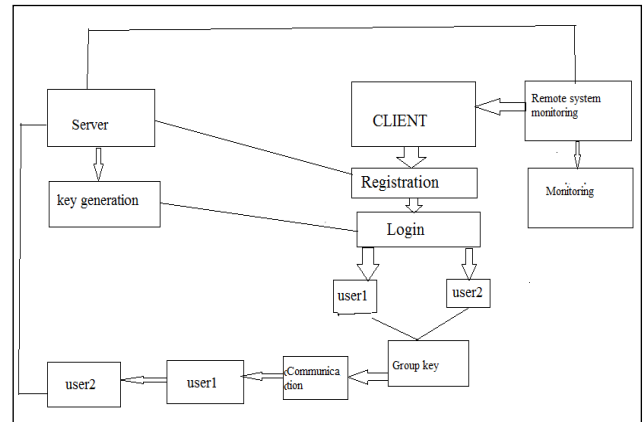 Server
CLIENT
Remote system
monitoring
key generation
Registration
Monitoring
Login
user1
user2
Group key
Communica
tion
user1
user2